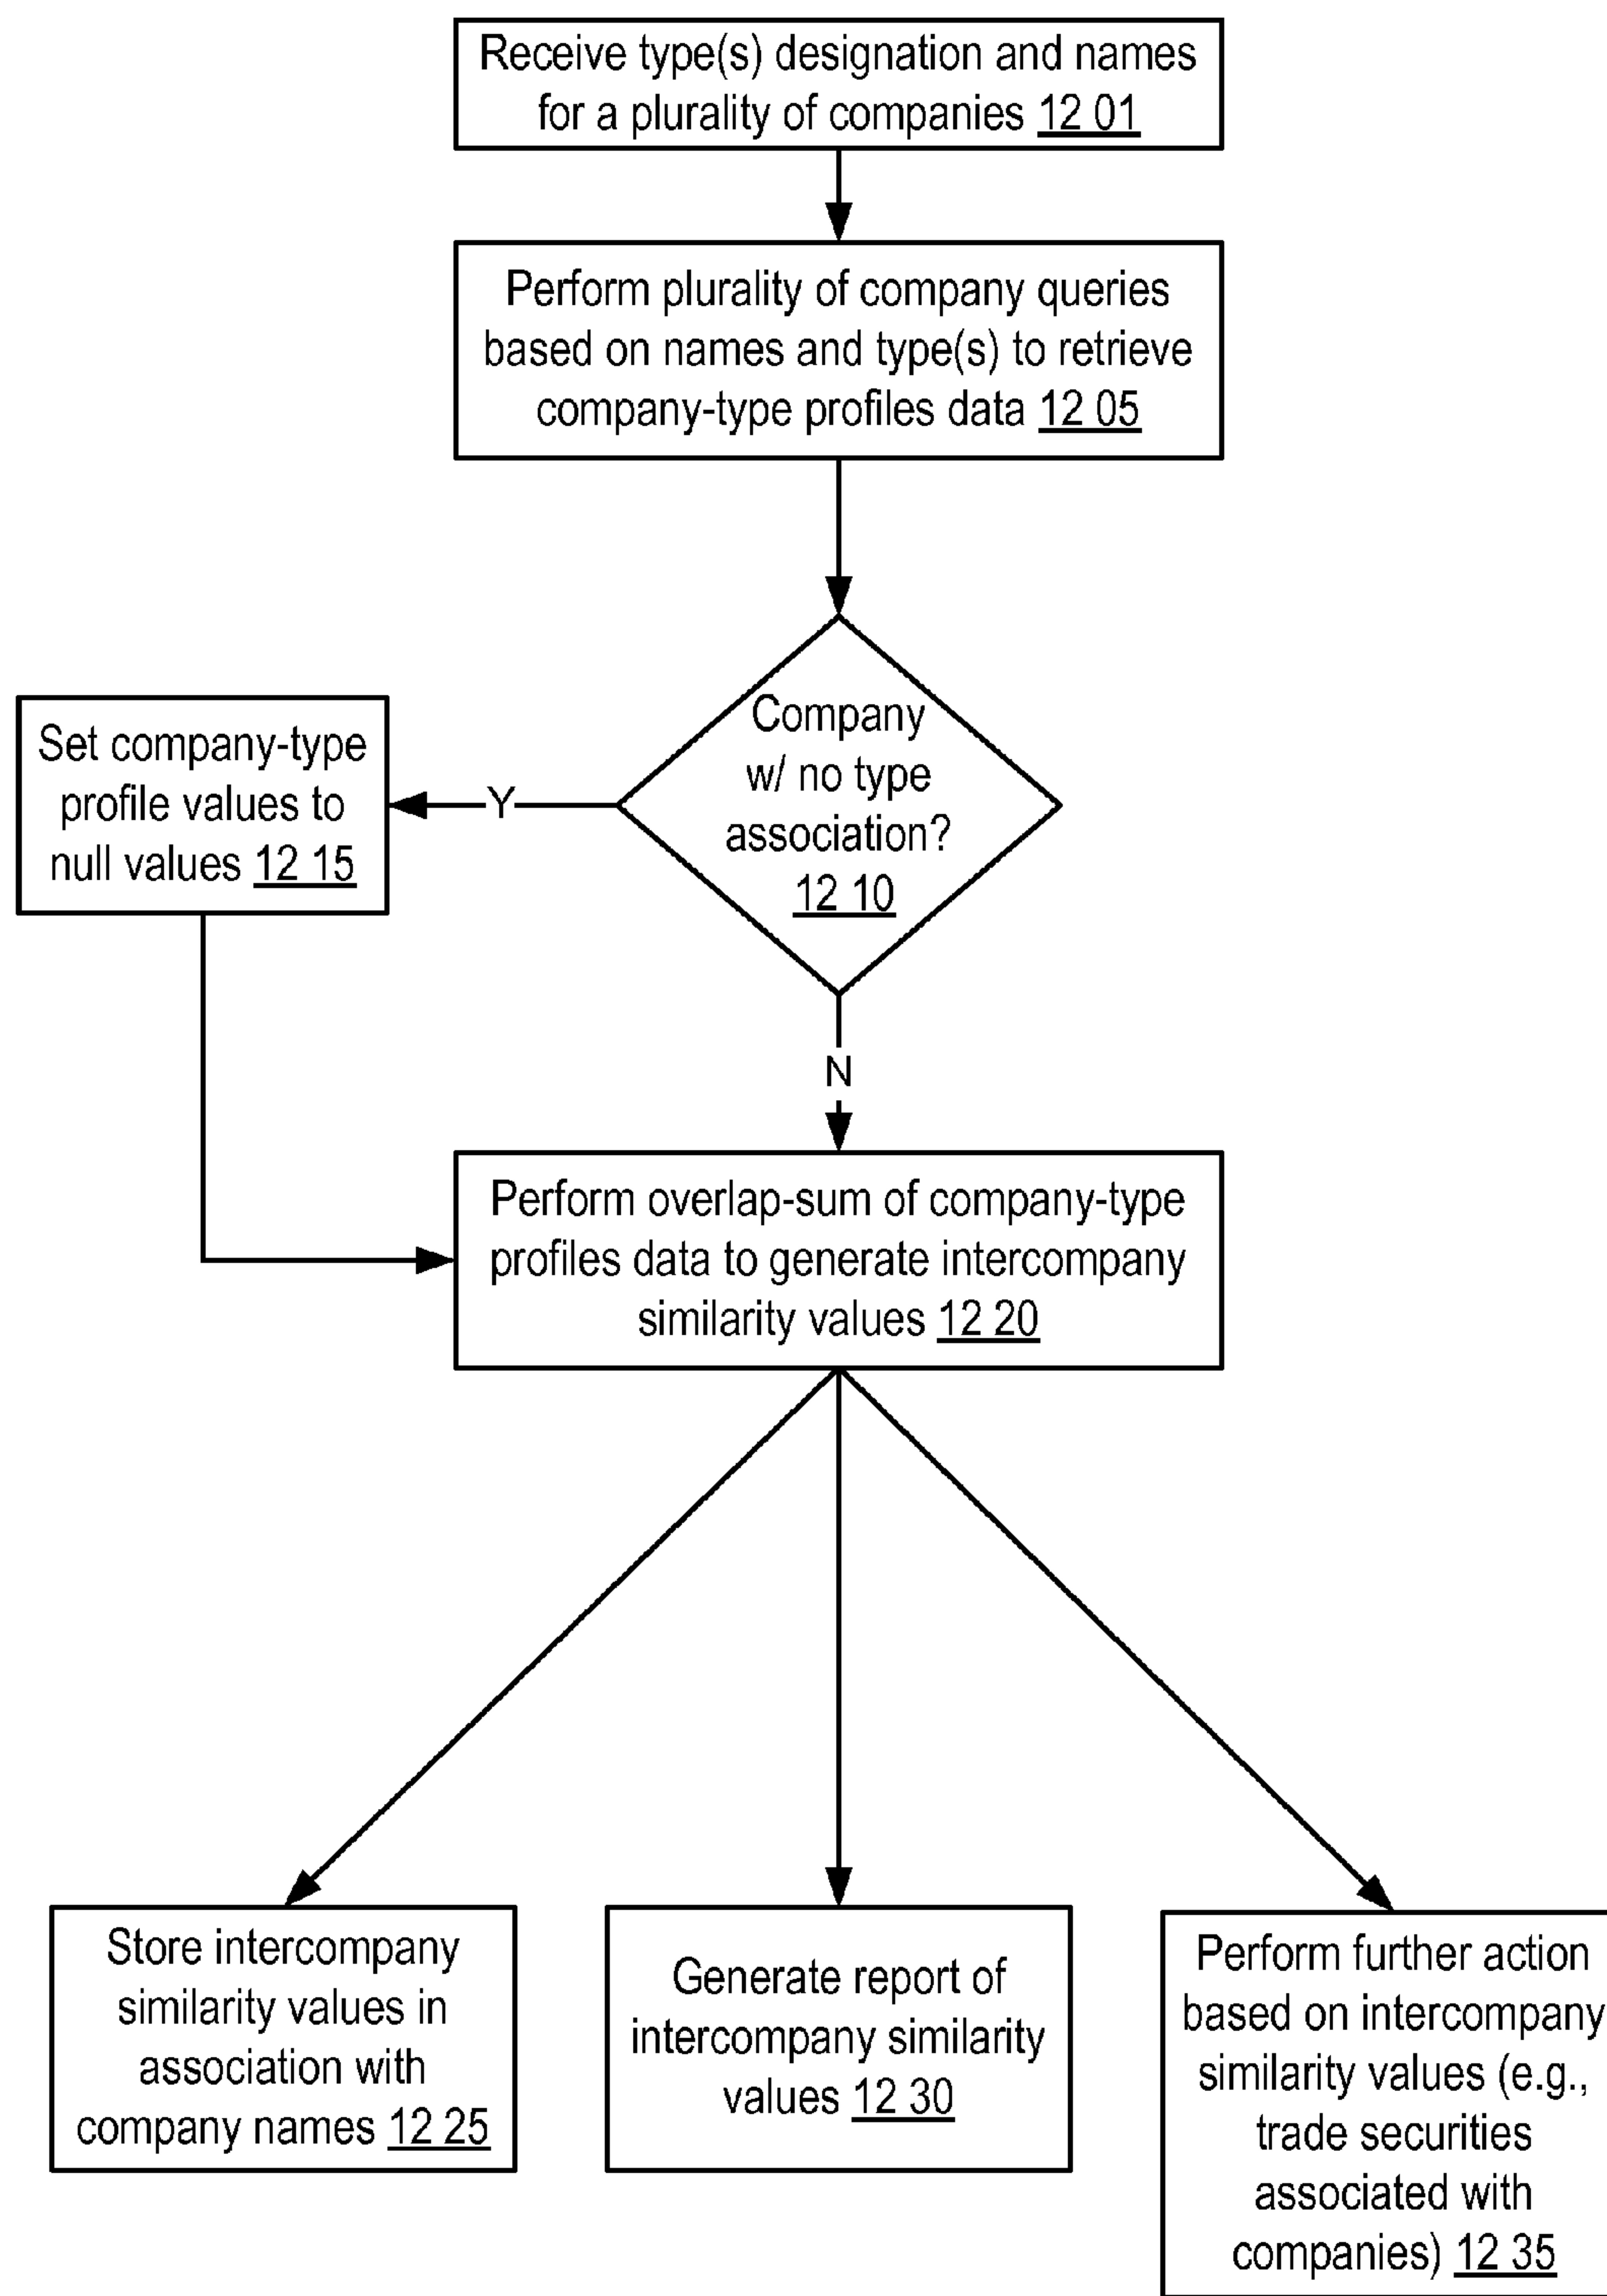 Receive type(s) designation and names
for a plurality of companies 12 01
Perform plurality of company queries
based on names and type(s) to retrieve
company-type profiles data 12 05
Company
w/ no type
association?
12 10
Y
Set company-type
profile values to
null values 12 15
N
Perform overlap-sum of company-type
profiles data to generate intercompany
similarity values 12 20
Store intercompany
similarity values in
association with
company names 12 25
Generate report of
intercompany similarity
values 12 30
Perform further action
based on intercompany
similarity values (e.g.,
trade securities
associated with
companies) 12 35